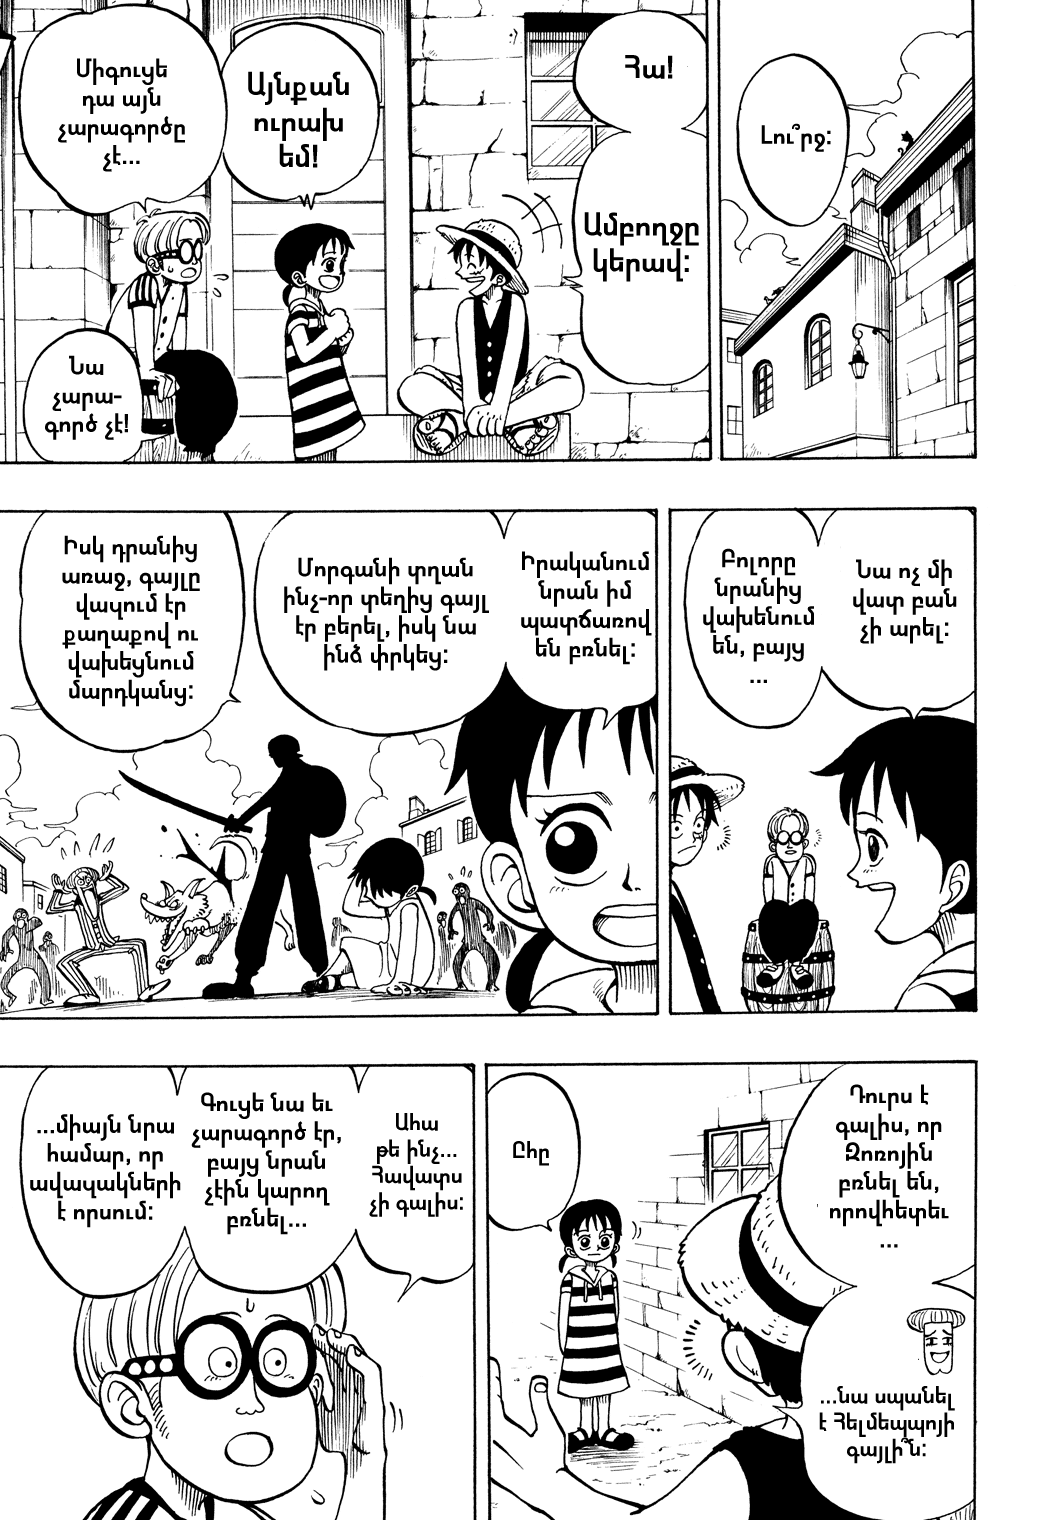 Լու՞րջ:
Հա!
Ամբողջը
կերավ:
Այնքան
ուրախ
եմ!
Միգուցե
դա այն
չարագործը
չէ...
Նա
չարա-
գործ չէ!
Նա ոչ մի
վատ բան
չի արել:
Բոլորը
նրանից
վախենում
են, բայց
...
Իրականում
նրան իմ
պատճառով
են բռնել:
Մորգանի տղան
ինչ-որ տեղից գայլ
էր բերել, իսկ նա
ինձ փրկեց:
Իսկ դրանից
առաջ, գայլը
վազում էր
քաղաքով ու
վախեցնում
մարդկանց:
Դուրս է
գալիս, որ
Զոռոյին
բռնել են,
որովհետեւ
...
...նա սպանել
է Հելմեպպոյի
գայլի՞ն:
Ըհը
Ահա
թե ինչ...
Հավատս
չի գալիս:
Գուցե նա եւ
չարագործ էր,
բայց նրան
չէին կարող
բռնել...
...միայն նրա
համար, որ
ավազակների
է որսում: